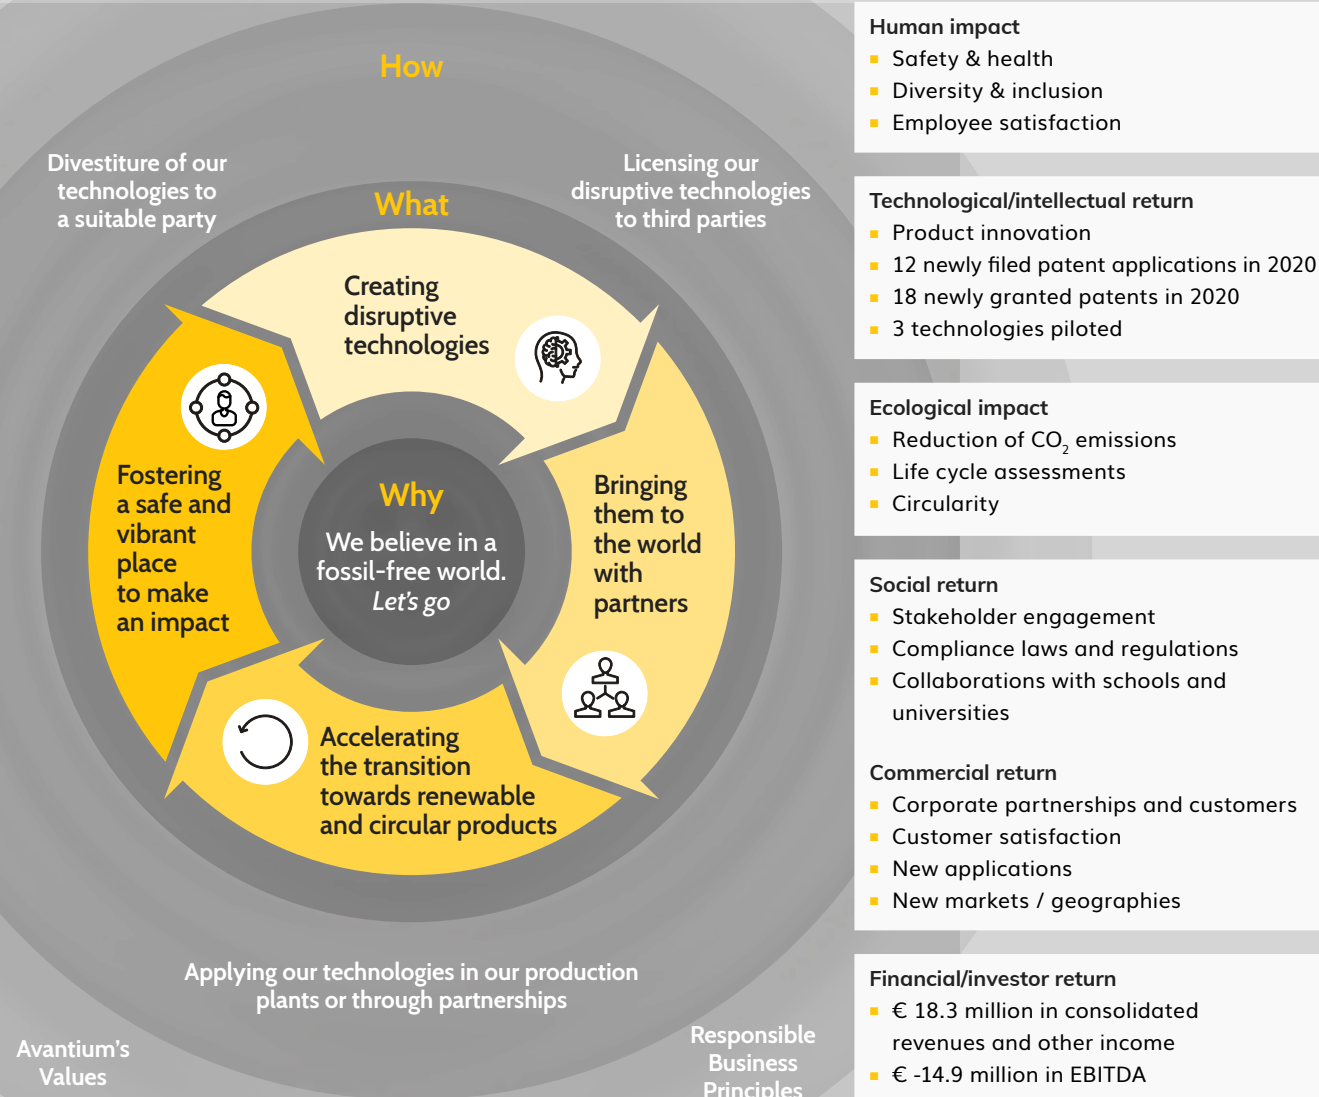 How
Divestiture of our
technologies to
a suitable party
Licensing our
disruptive technologies
to third parties
What
Creating
disruptive
technologies
Bringing
them to
the world
with
partners
Accelerating
the transition
towards renewable
and circular products
Fostering
a safe and
vibrant
place
to make
an impact
Why
We believe in a
fossil-free world.
Let's go
Applying our technologies in our production
plants or through partnerships
Avantium's
Values
Responsible
Business
Principles
Human impact
Safety & health
Diversity & inclusion
Employee satisfaction
Technological/intellectual return
Product innovation
12 newly filed patent applications in 2020
18 newly granted patents in 2020
3 technologies piloted
Ecological impact
Reduction of CO₂ emissions
Life cycle assessments
Circularity
Social return
Stakeholder engagement
Compliance laws and regulations
Collaborations with schools and
universities
Commercial return
Corporate partnerships and customers
Customer satisfaction
New applications
New markets / geographies
Financial/investor return
€ 18.3 million in consolidated
revenues and other income
€ -14.9 million in EBITDA